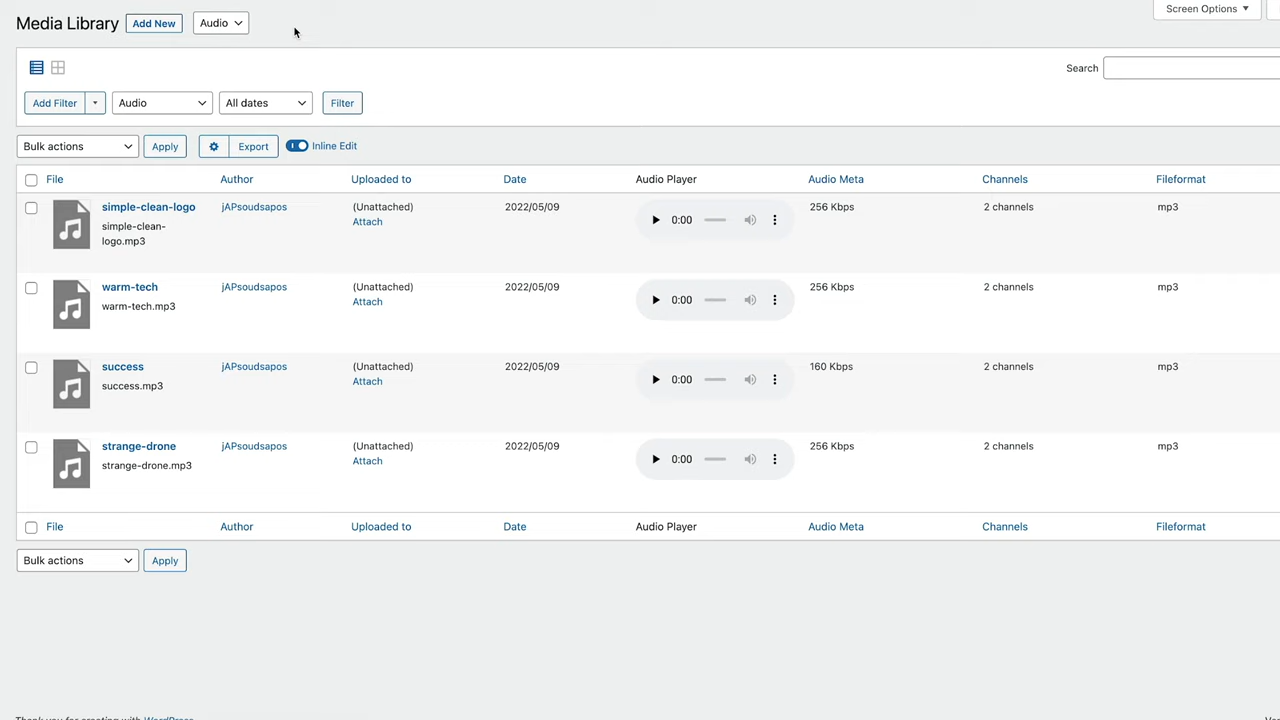 Media Library Add New Audio Screen Options
Search
Add Filter Audio All dates Filter
Bulk actions Apply Export Inline Edit
File Author Uploaded to Date Audio Player Audio Meta Channels Fileformat
simple-clean-logo jAPsoudsapos (Unattached) 2022/05/09 0:00 256 Kbps 2 channels mp3
simple-clean- Attach
logo.mp3
warm-tech jAPsoudsapos (Unattached) 2022/05/09 0:00 256 Kbps 2 channels mp3
warm-tech.mp3 Attach
success jAPsoudsapos (Unattached) 2022/05/09 0:00 160 Kbps 2 channels mp3
success.mp3 Attach
strange-drone jAPsoudsapos (Unattached) 2022/05/09 0:00 256 Kbps 2 channels mp3
strange-drone.mp3 Attach
File Author Uploaded to Date Audio Player Audio Meta Channels Fileformat
Bulk actions Apply
Thank you for creating with WordPress